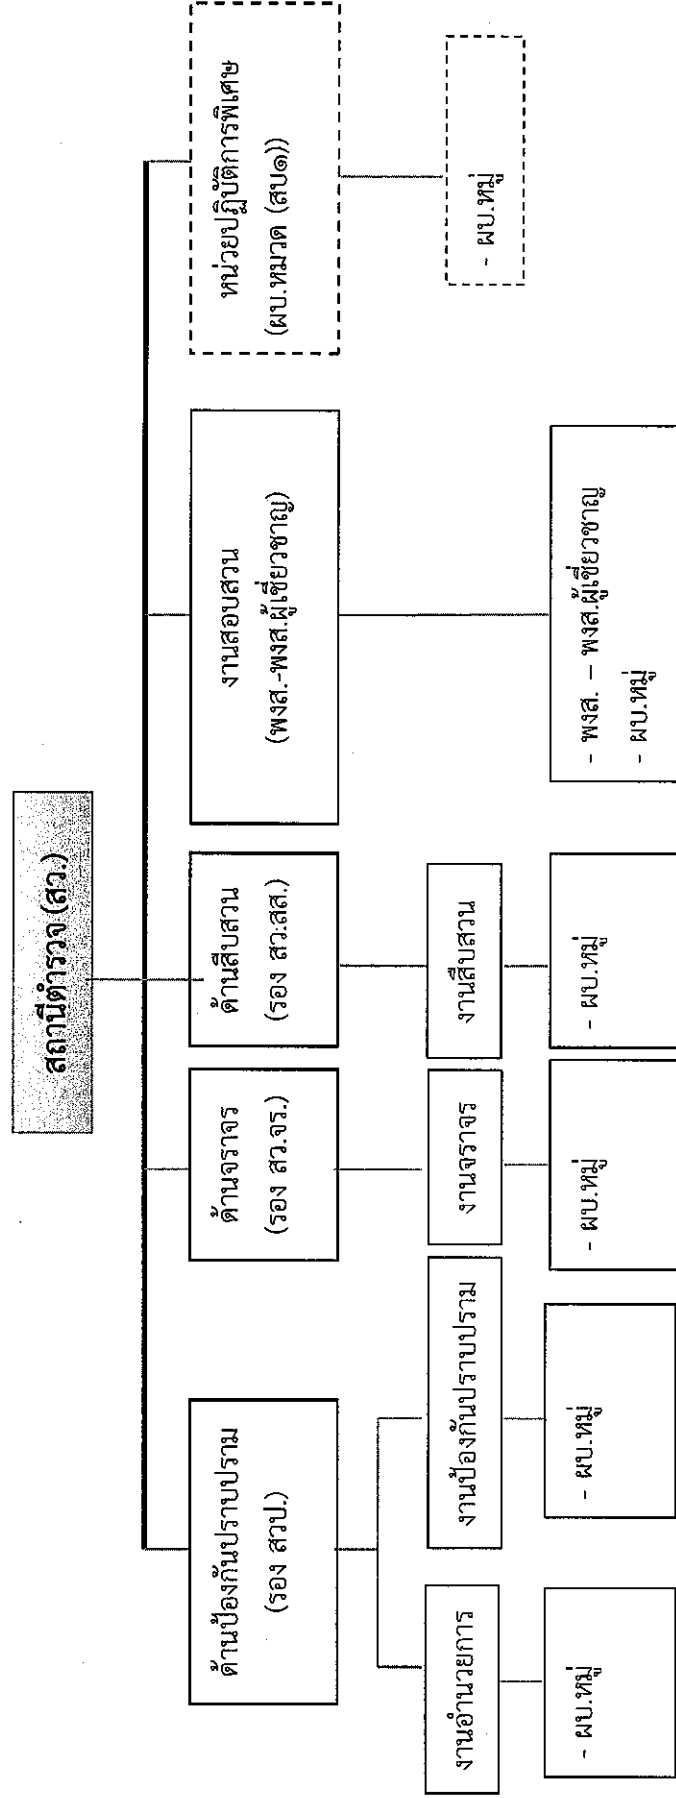 สถานีตำรวจ (สว.)
ด้านป้องกันปราบปราม
(รอง สวป.)
ด้านจราจร
(รอง สว.จร.)
ด้านสืบสวน
(รอง สว.สส.)
งานสอบสวน
(พงส.-พงส.ผู้เชี่ยวชาญ)
หน่วยปฏิบัติการพิเศษ
(ผบ.หมวด (สบ๑))
งานอำนวยการ
งานป้องกันปราบปราม
งานจราจร
งานสืบสวน
- ผบ.หมู่
- ผบ.หมู่
- ผบ.หมู่
- ผบ.หมู่
- พงส. – พงส.ผู้เชี่ยวชาญ
- ผบ.หมู่
- ผบ.หมู่